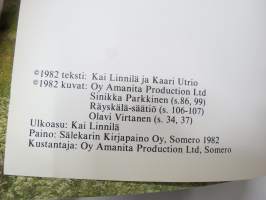 ©1982 teksti: Kai Linnilä ja Kaari Utrio
©1982 kuvat: Oy Amanita Production Ltd
Sinikka Parkkinen (s.86, 99)
Räyskälä-säätiö (s. 106-107)
Olavi Virtanen (s. 34, 37)
Ulkoasu: Kai Linnilä
Paino: Sälekarin Kirjapaino Oy, Somero 1982
Kustantaja: Oy Amanita Production Ltd, Somero